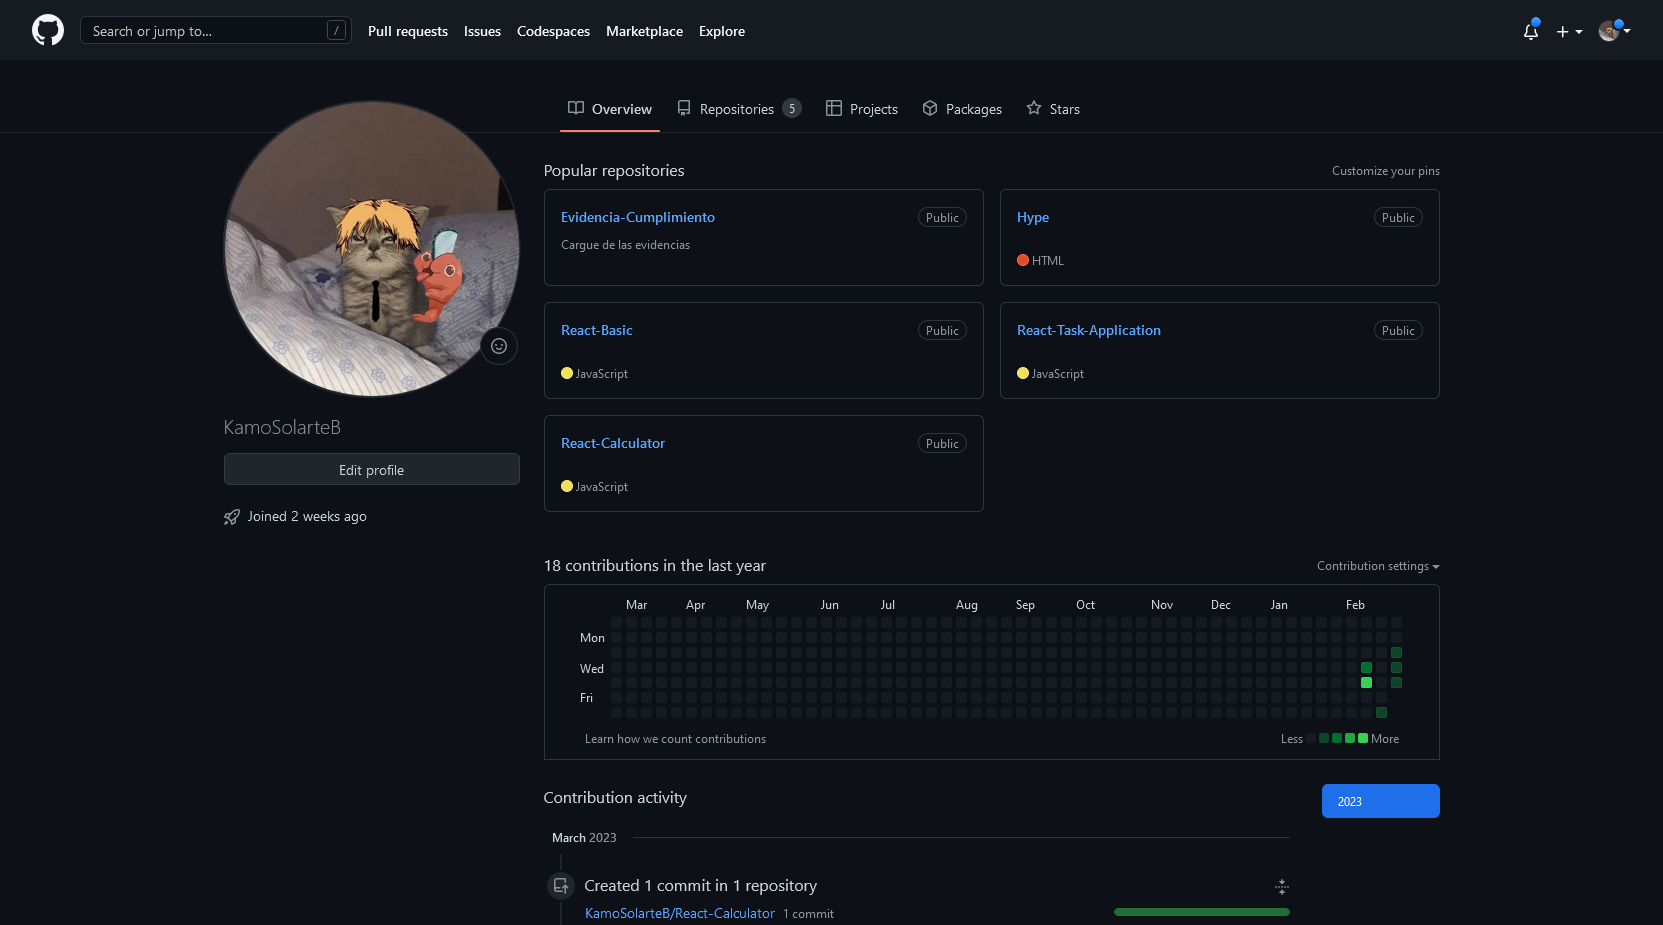 Search or jump to...
/
Pull requests
Issues
Codespaces
Marketplace
Explore
Overview
Repositories 5
Projects
Packages
Stars
Popular repositories
Customize your pins
Evidencia-Cumplimiento
Public
Cargue de las evidencias
Hype
Public
HTML
React-Basic
Public
JavaScript
React-Task-Application
Public
JavaScript
React-Calculator
Public
JavaScript
KamoSolarteB
Edit profile
Joined 2 weeks ago
18 contributions in the last year
Contribution settings
Mar Apr May Jun Jul Aug Sep Oct Nov Dec Jan Feb
Mon
Wed
Fri
Learn how we count contributions
Less More
Contribution activity
2023
March 2023
Created 1 commit in 1 repository
KamoSolarteB/React-Calculator 1 commit